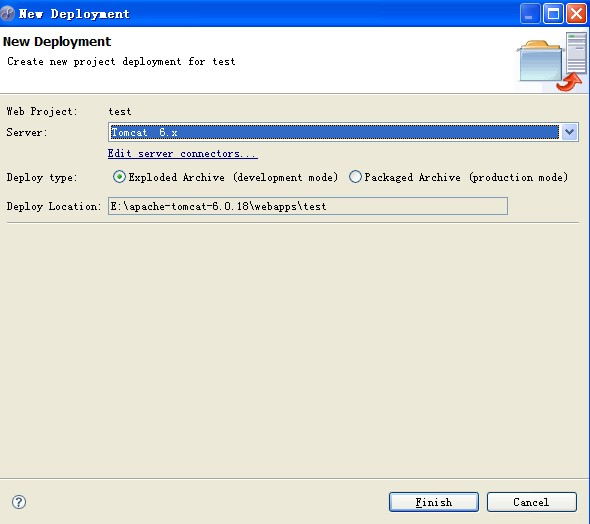 New Deployment
New Deployment
Create new project deployment for test
Web Project: test
Server: Tomcat 6.x
Edit server connectors...
Deploy type: Exploded Archive (development mode) Packaged Archive (production mode)
Deploy Location: E:\apache-tomcat-6.0.18\webapps\test
? Finish Cancel